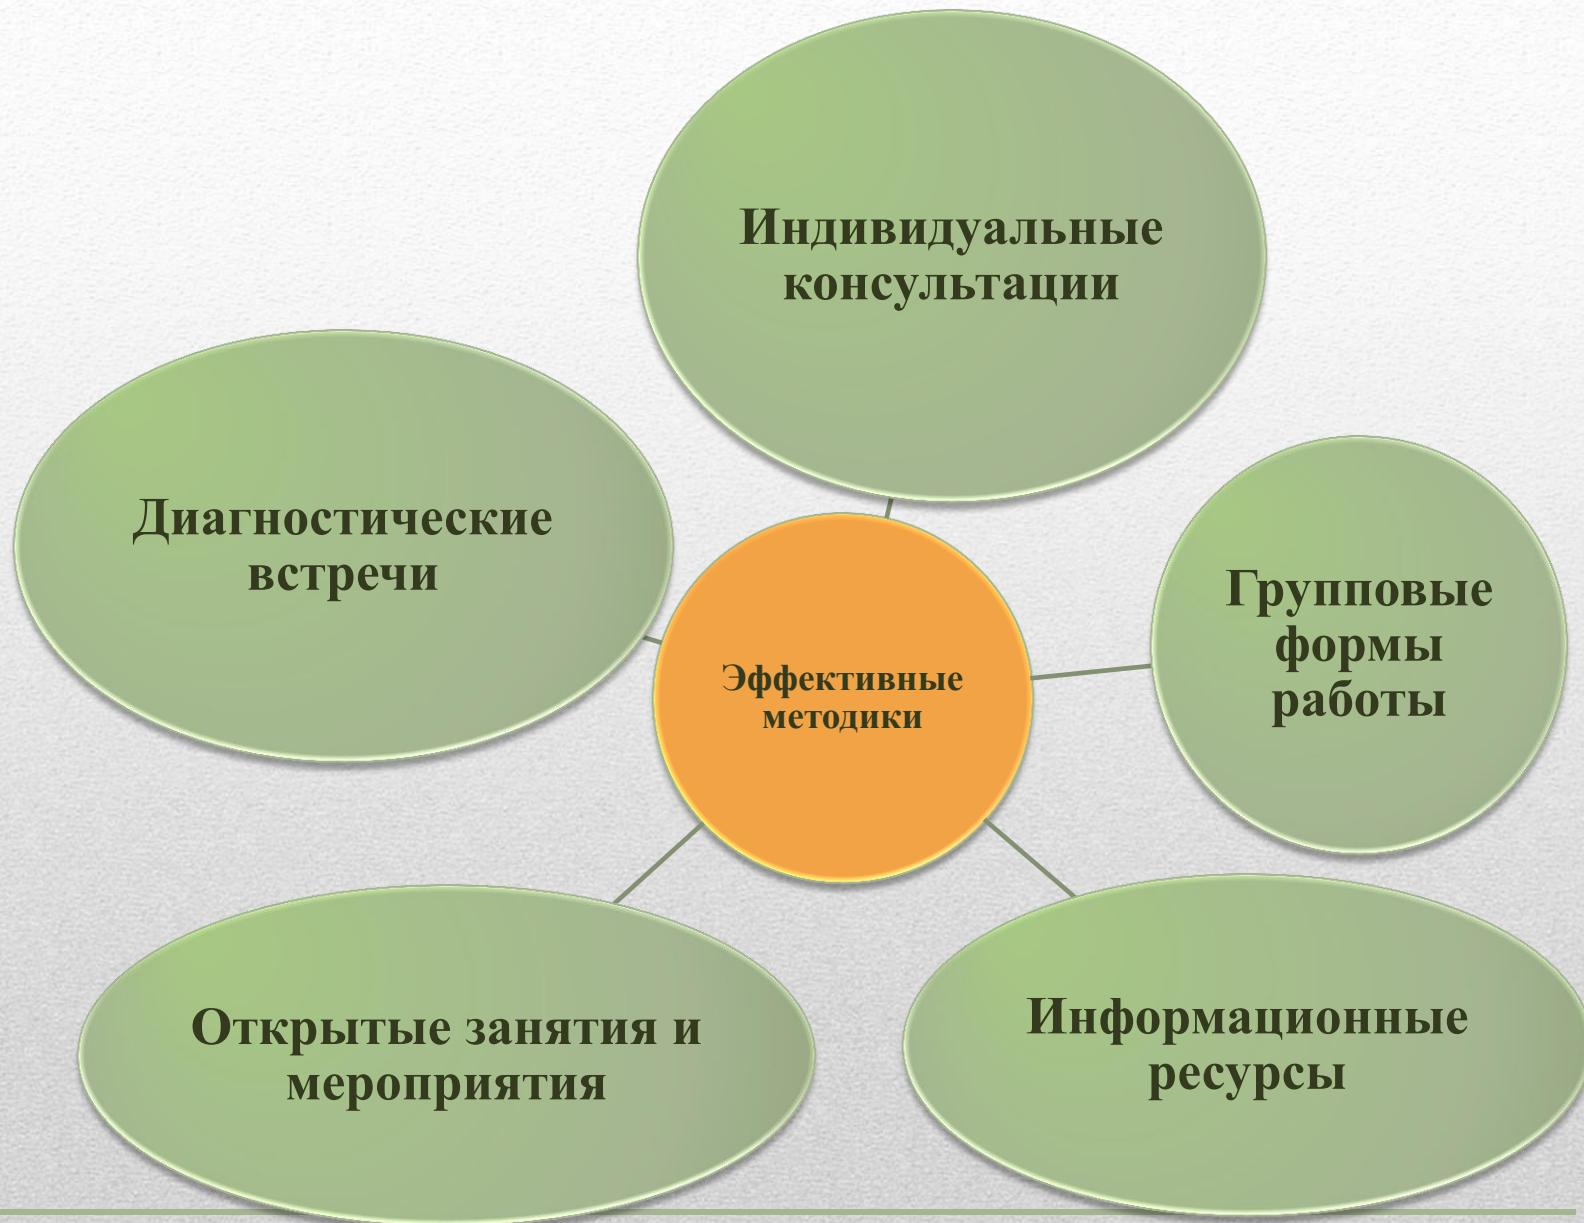 Индивидуальные
консультации
Диагностические
встречи
Групповые
формы
работы
Эффективные
методики
Открытые занятия и
мероприятия
Информационные
ресурсы